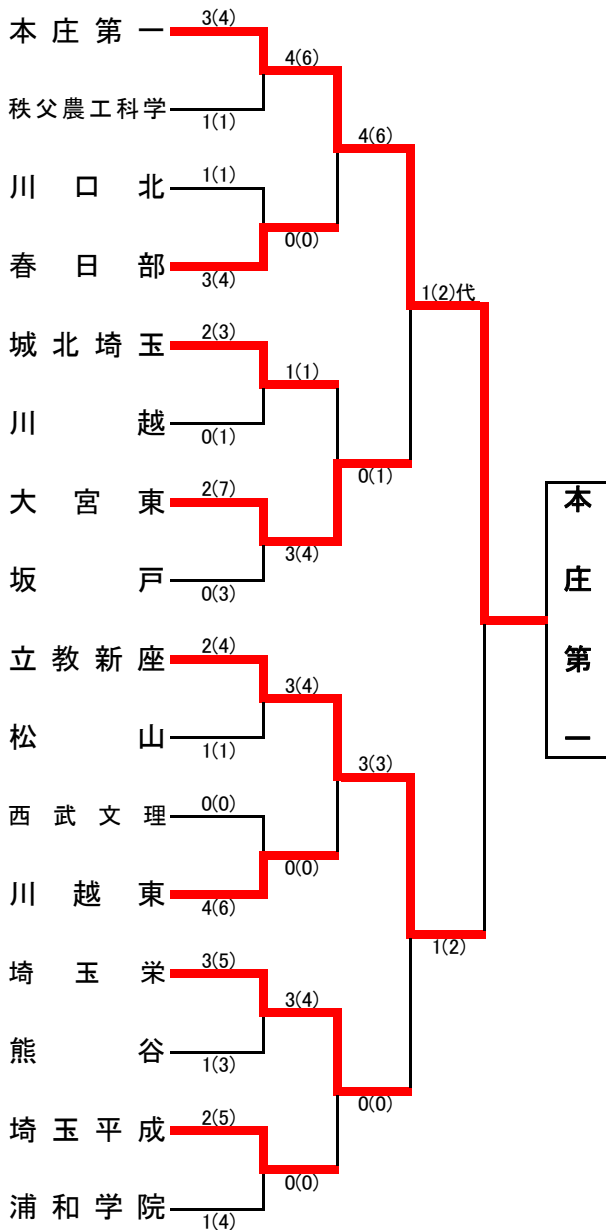 3(4)
本庄第一
4(6)
秩父農工科学
1(1)
4(6)
1(1)
川口北
0(0)
春日部
3(4)
1(2)代
2(3)
城北埼玉
1(1)
川越
0(1)
0(1)
2(7)
大宮東
3(4)
坂戸
0(3)
本庄第一
2(4)
立教新座
3(4)
松山
1(1)
3(3)
0(0)
西武文理
0(0)
川越東
4(6)
1(2)
3(5)
埼玉栄
3(4)
熊谷
1(3)
0(0)
2(5)
埼玉平成
0(0)
浦和学院
1(4)